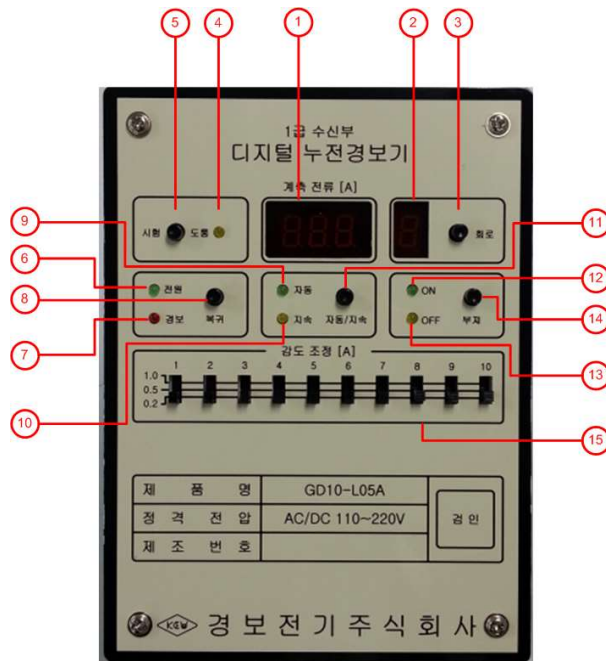 5 4 1 2 3
1급 수신부
디지털 누전경보기
계측 전류 [A]
9 시험 도통 회로 11
6 전원 자동 ON 12
8 복귀 자동/지속 부저 14
7 경보 지속 OFF 13
10 감도 조정 [A]
1 2 3 4 5 6 7 8 9 10
1.0
0.5
0.2
15
제 품 명 GD10-L05A
정 격 전 압 AC/DC 110~220V 검 인
제 조 번 호
경보전기주식회사